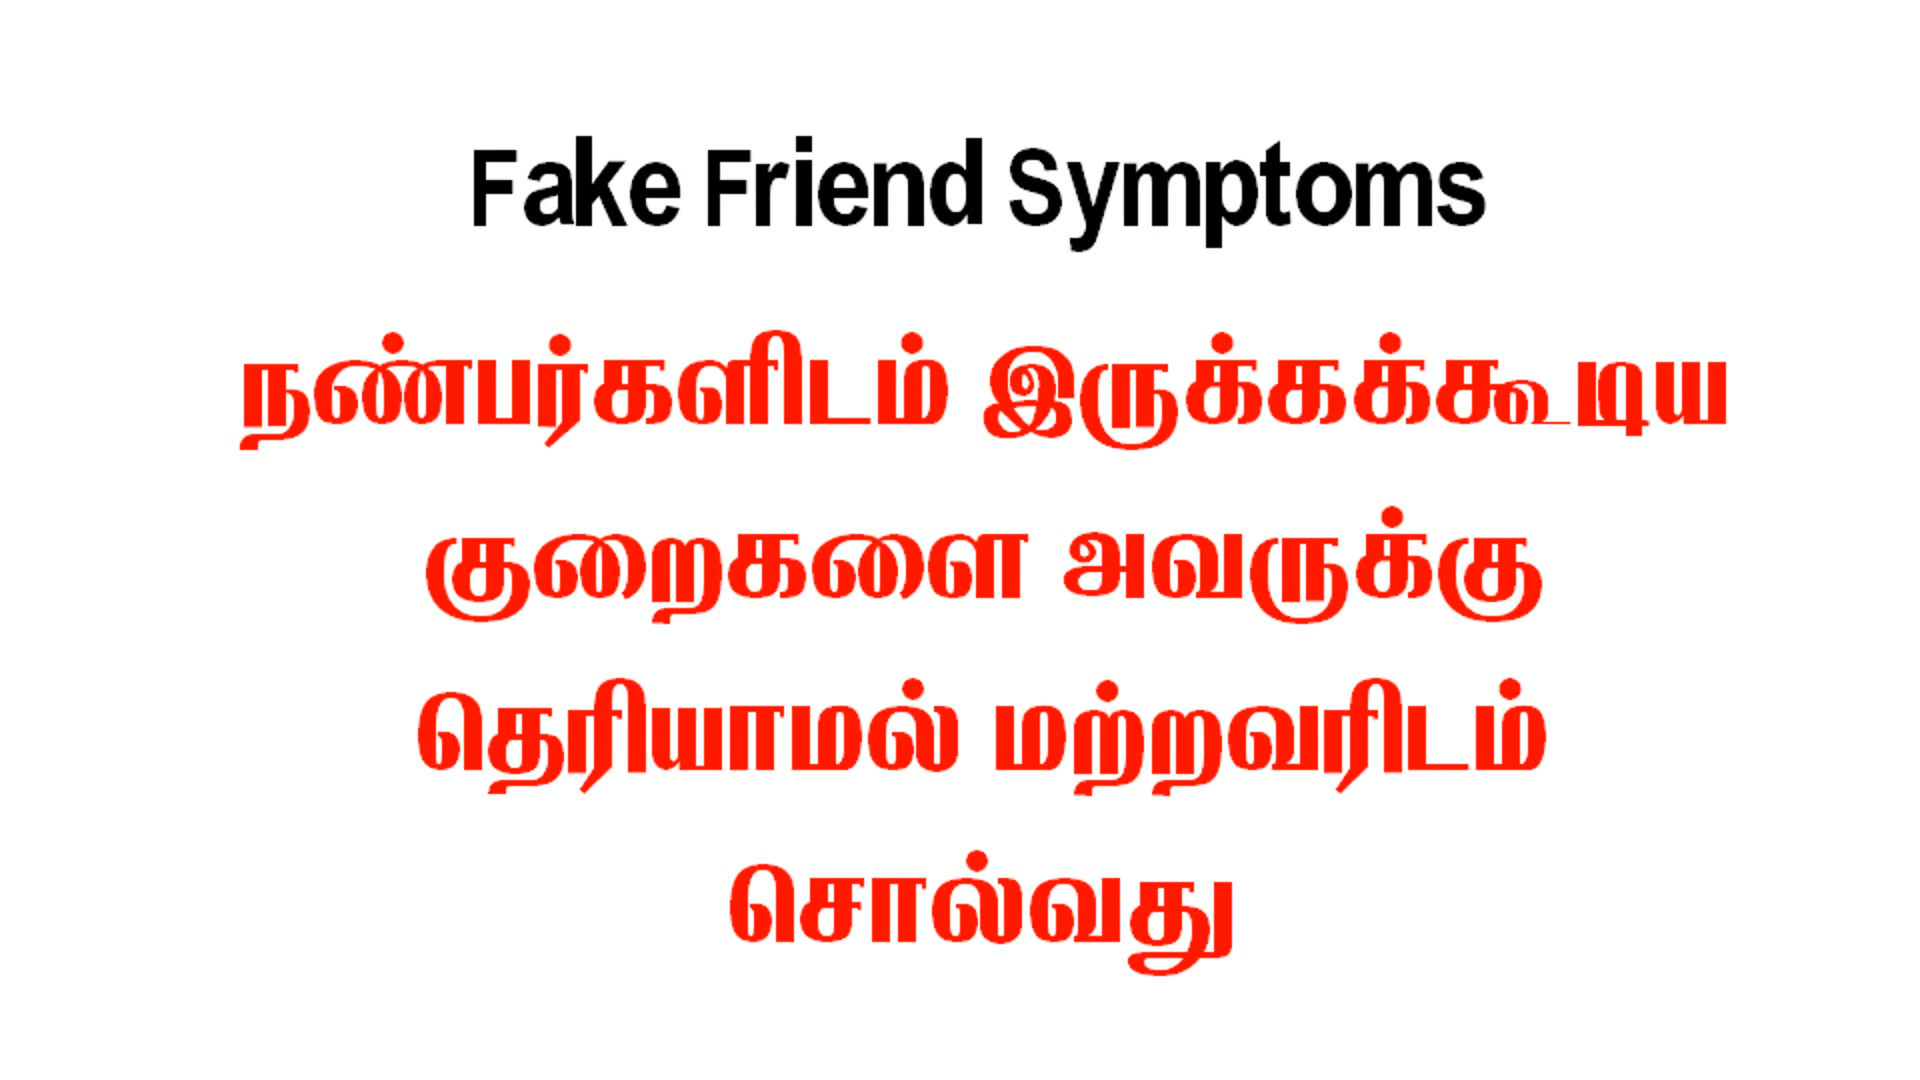 Fake Friend Symptoms
நண்பர்களிடம் இருக்கக்கூடிய
குறைகளை அவருக்கு
தெரியாமல் மற்றவரிடம்
சொல்வது